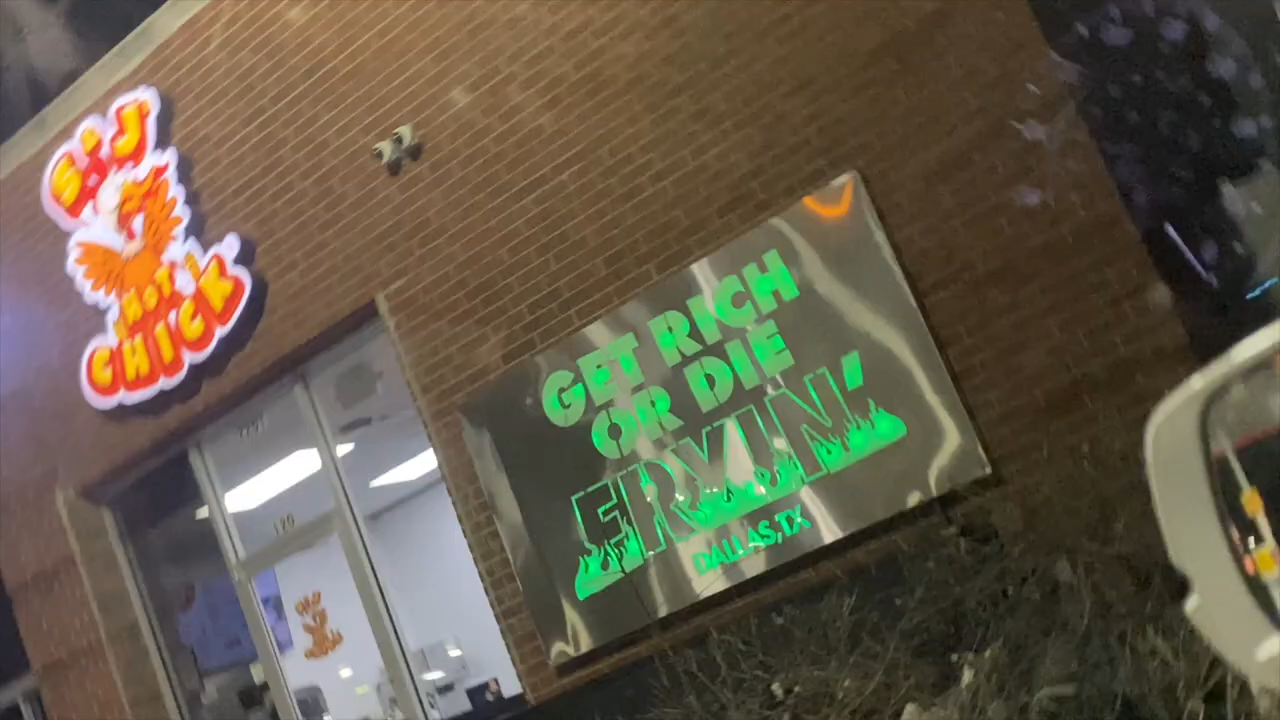 S'J
HOT
CHICK
120
GET RICH
OR DIE
FRYIN'
DALLAS,TX